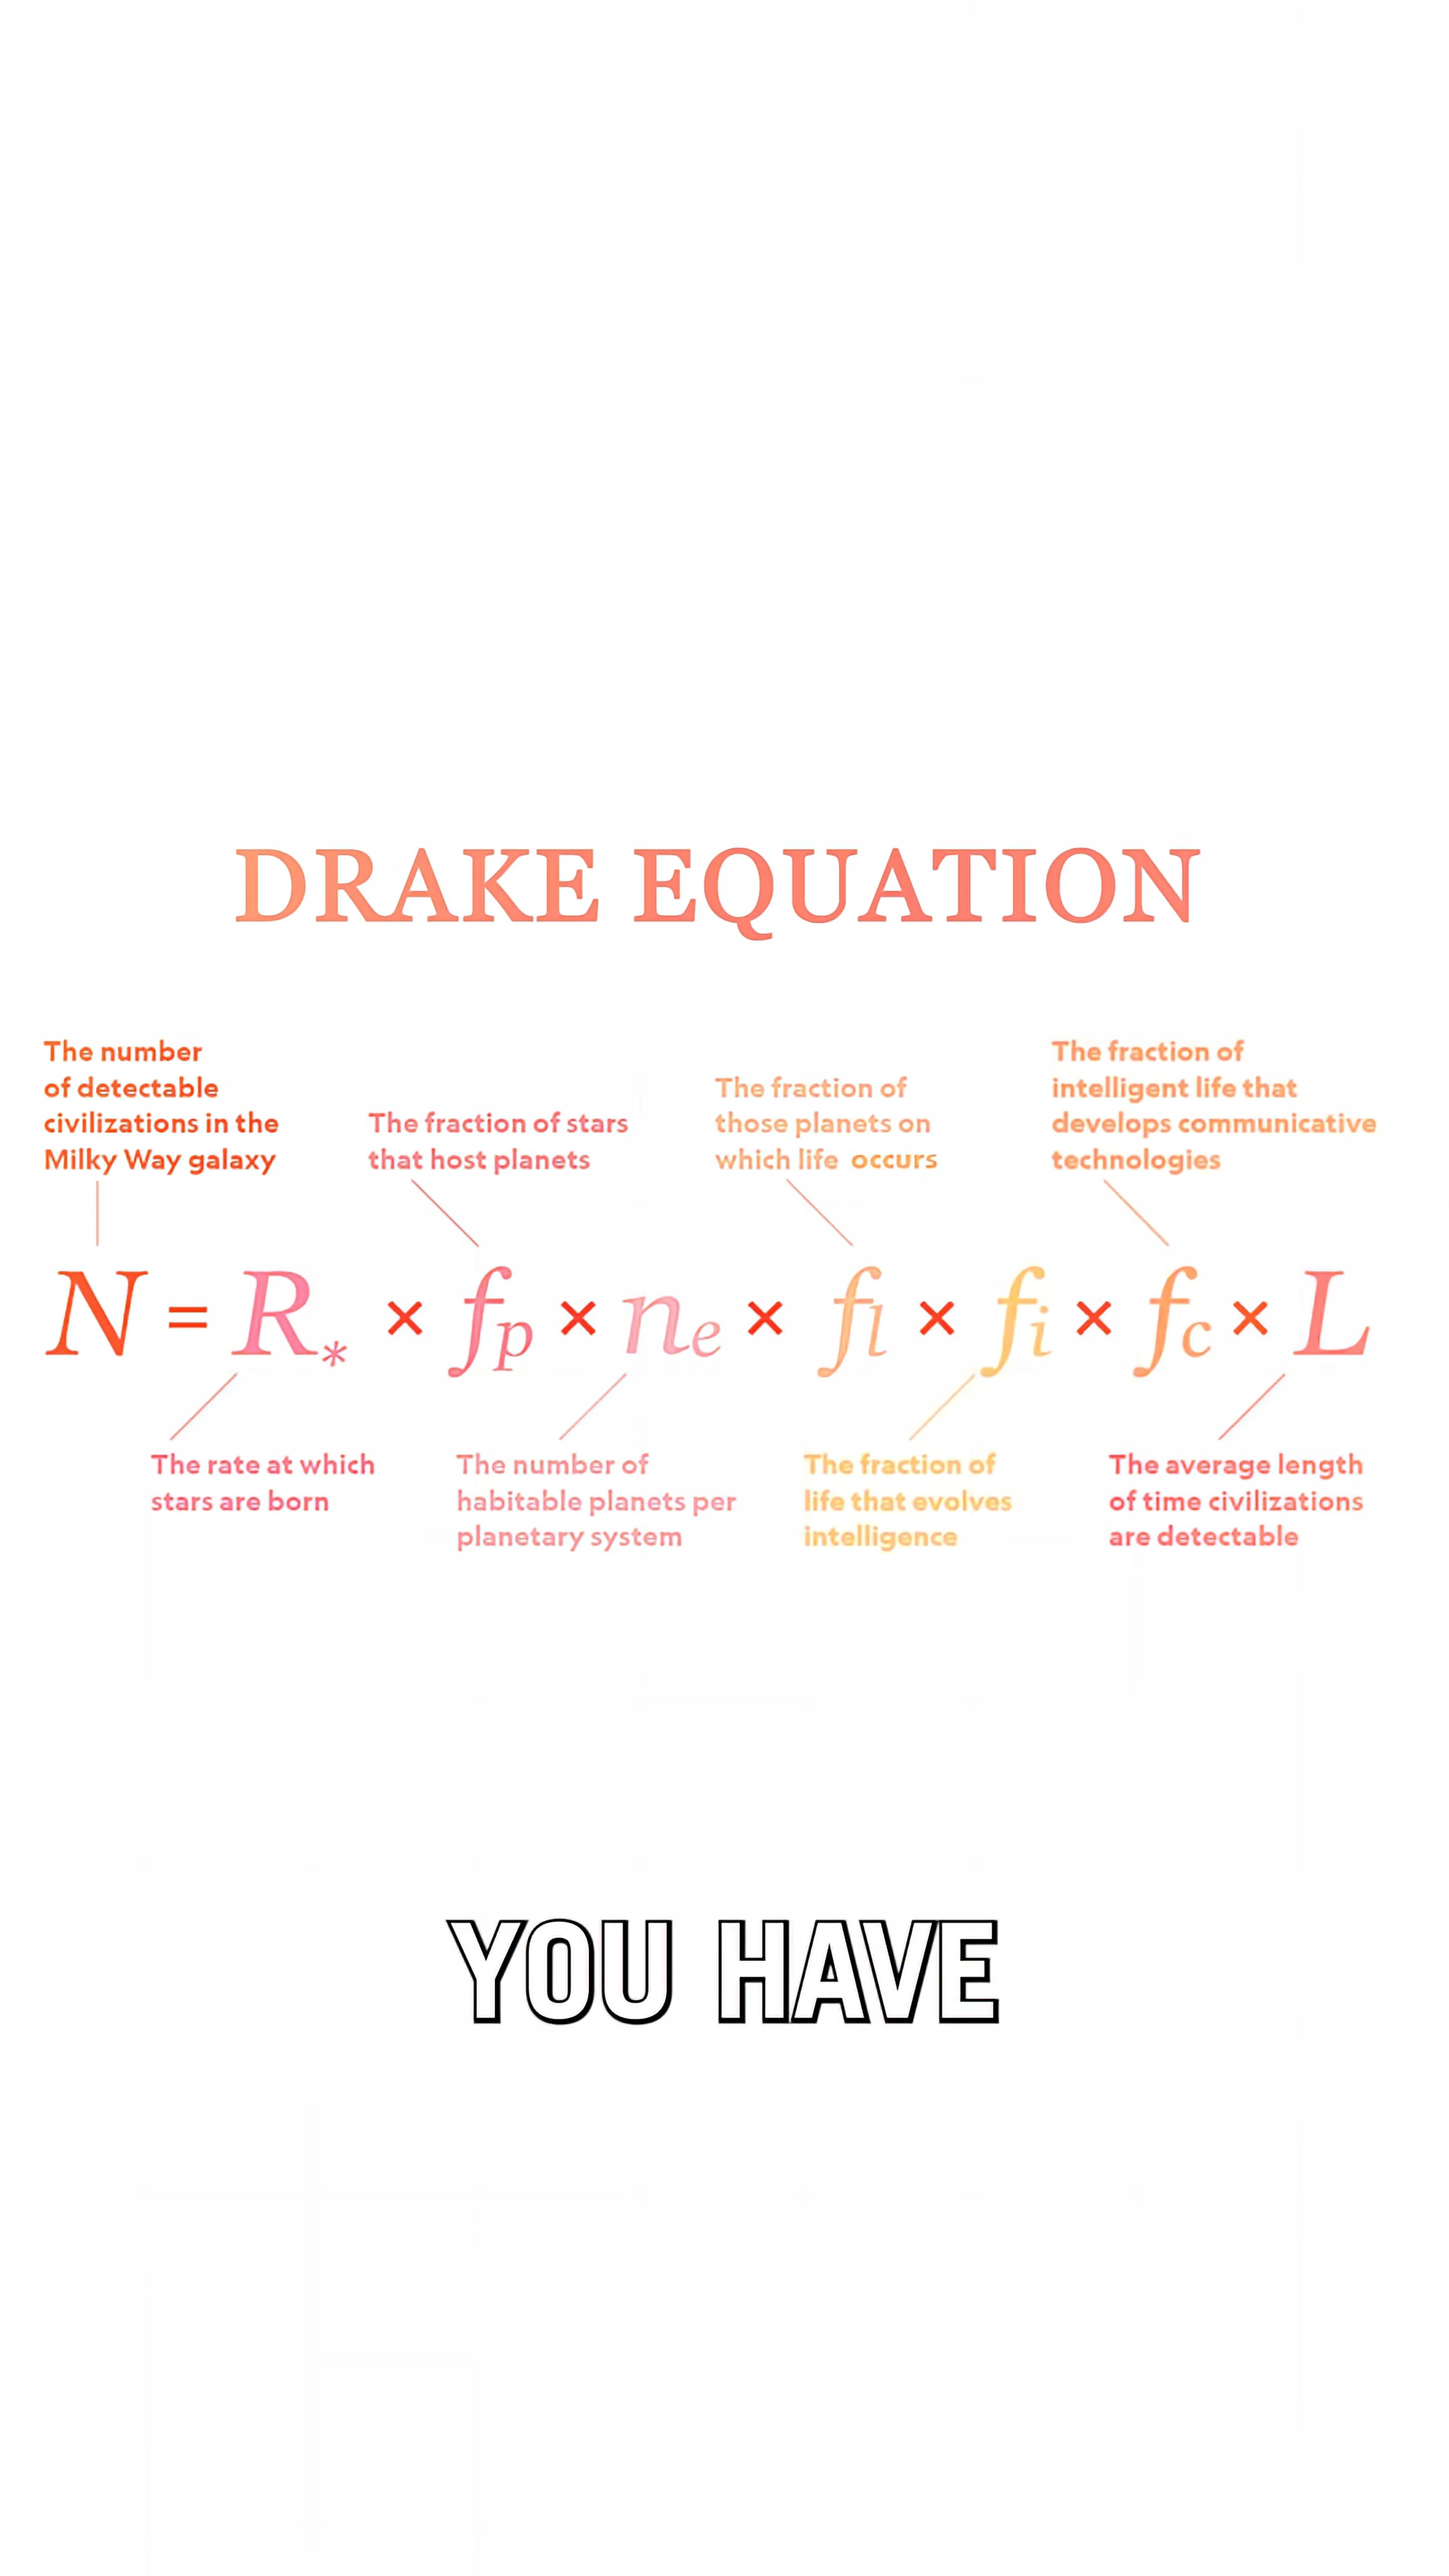 DRAKE EQUATION
The number
of detectable
civilizations in the
Milky Way galaxy
The fraction of stars
that host planets
The fraction of
those planets on
which life occurs
The fraction of
intelligent life that
develops communicative
technologies
N = R* × fp × ne × fl × fi × fc × L
The rate at which
stars are born
The number of
habitable planets per
planetary system
The fraction of
life that evolves
intelligence
The average length
of time civilizations
are detectable
YOU HAVE